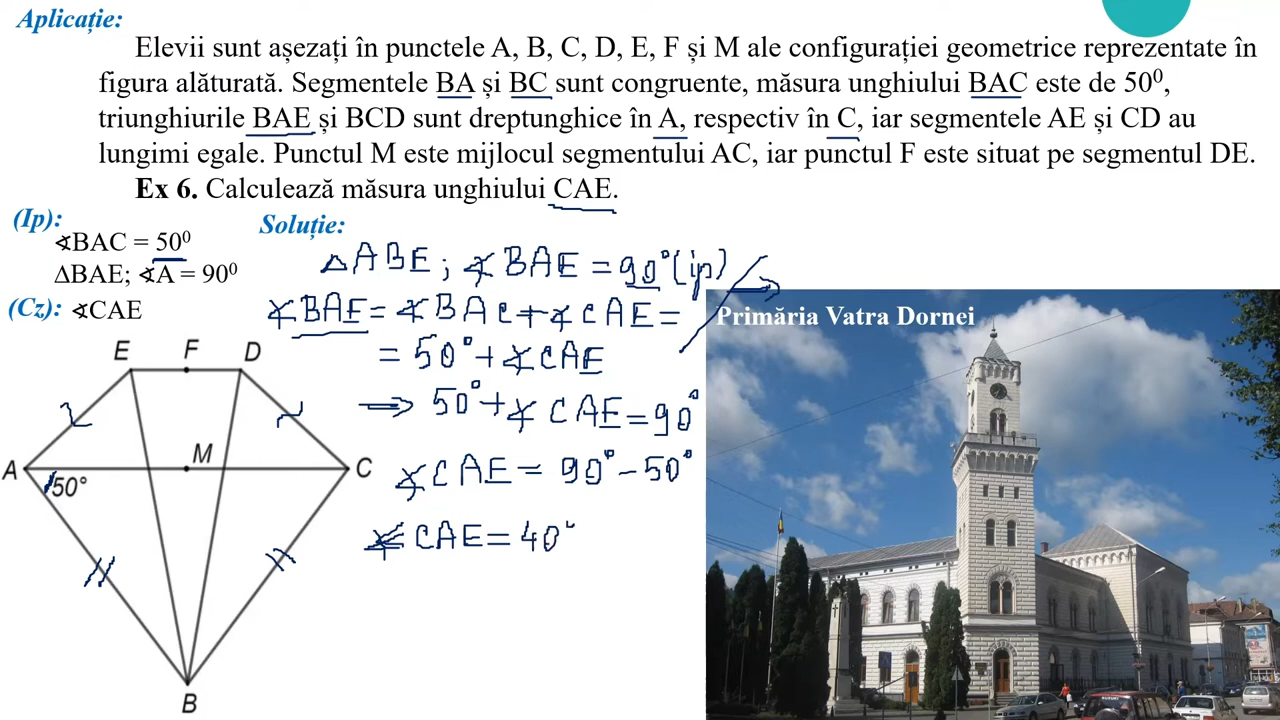 Aplicație:
Elevii sunt așezați în punctele A, B, C, D, E, F și M ale configurației geometrice reprezentate în
figura alăturată. Segmentele BA și BC sunt congruente, măsura unghiului BAC este de 50⁰,
triunghiurile BAE și BCD sunt dreptunghice în A, respectiv în C, iar segmentele AE și CD au
lungimi egale. Punctul M este mijlocul segmentului AC, iar punctul F este situat pe segmentul DE.
Ex 6. Calculează măsura unghiului CAE.
(Ip):
∢BAC = 50⁰
ΔBAE; ∢A = 90⁰
(Cz): ∢CAE
Soluție:
△ABE; ∢BAE = 90° (ip)
∢BAE = ∢BAC + ∢CAE =
= 50° + ∢CAE
⇒ 50° + ∢CAE = 90°
∢CAE = 90° - 50°
∢CAE = 40°
E F D
A M C
50°
B
Primăria Vatra Dornei